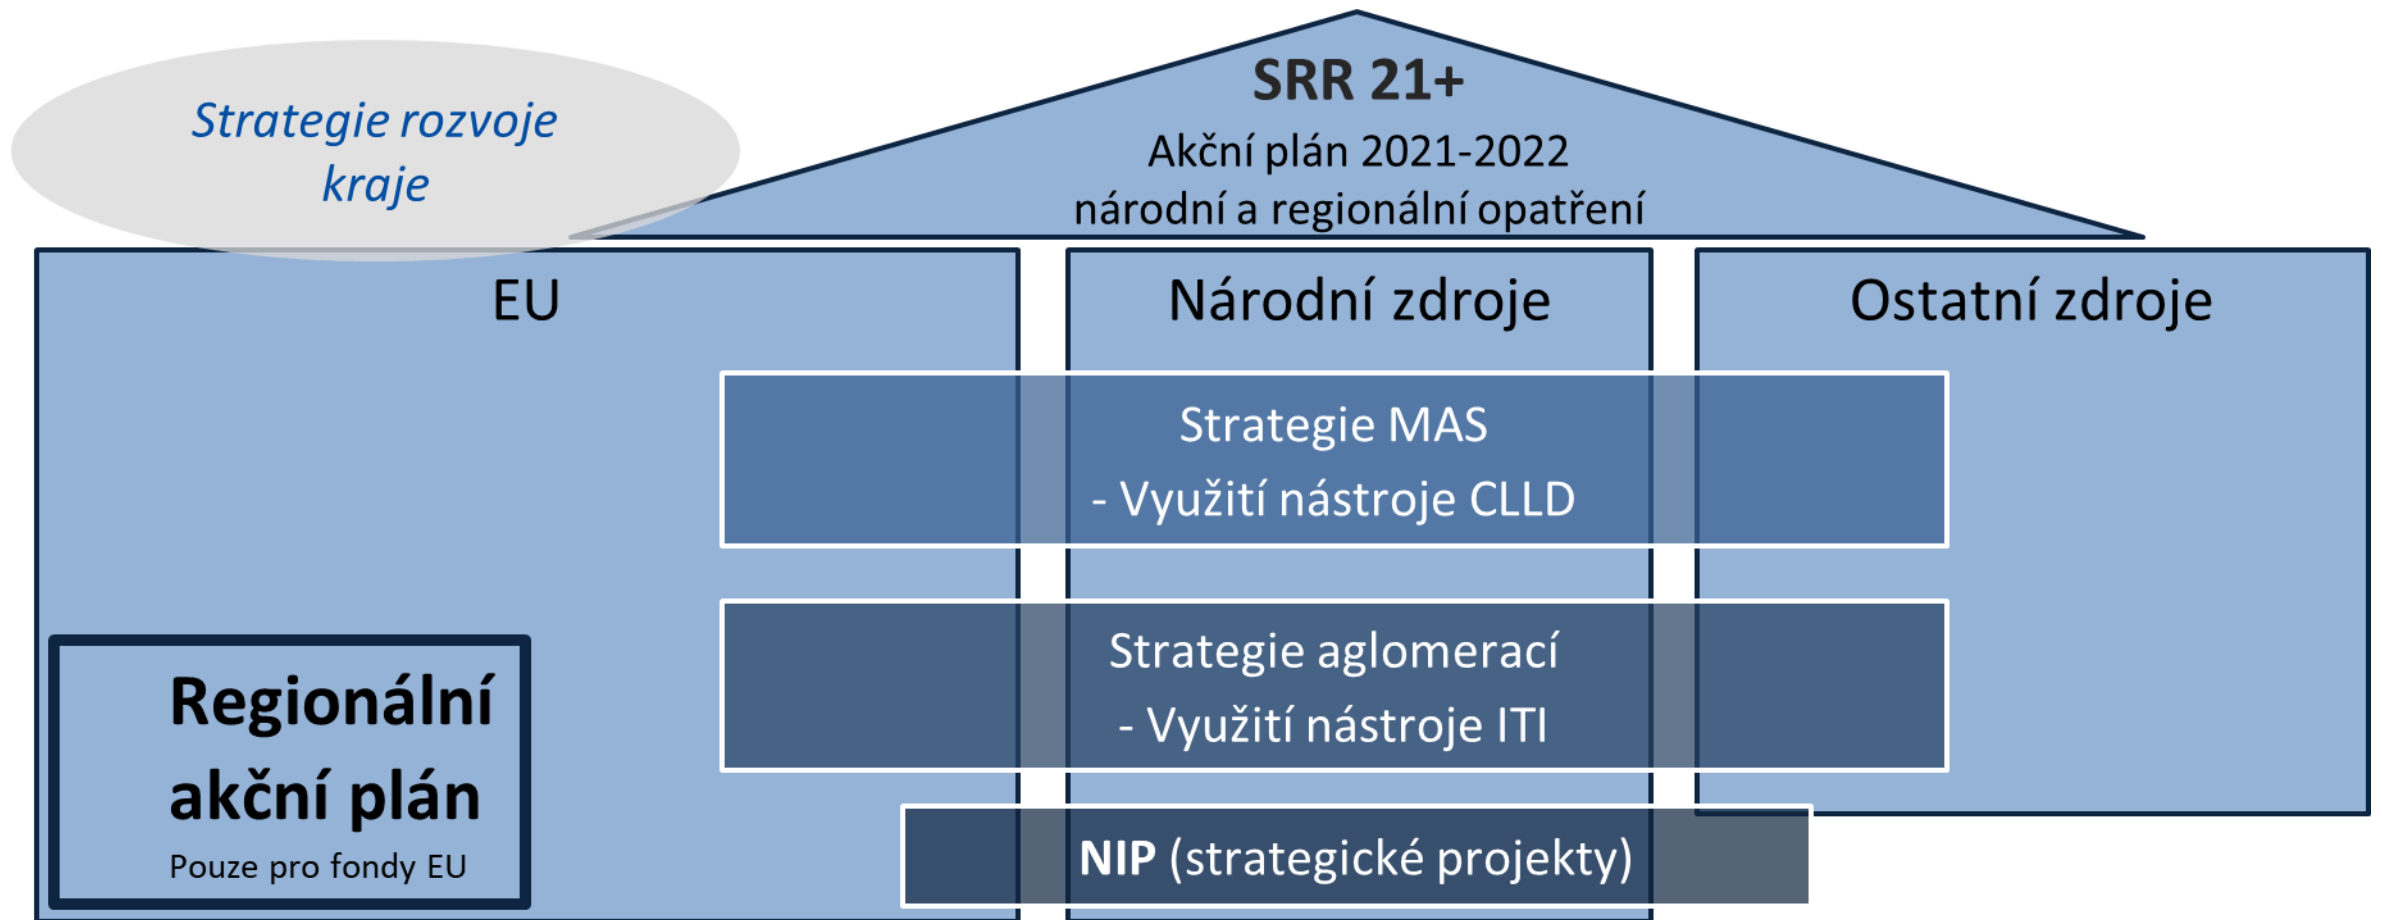 Strategie rozvoje
kraje
SRR 21+
Akční plán 2021-2022
národní a regionální opatření
EU
Národní zdroje
Ostatní zdroje
Strategie MAS
- Využití nástroje CLLD
Strategie aglomerací
- Využití nástroje ITI
Regionální
akční plán
Pouze pro fondy EU
NIP (strategické projekty)